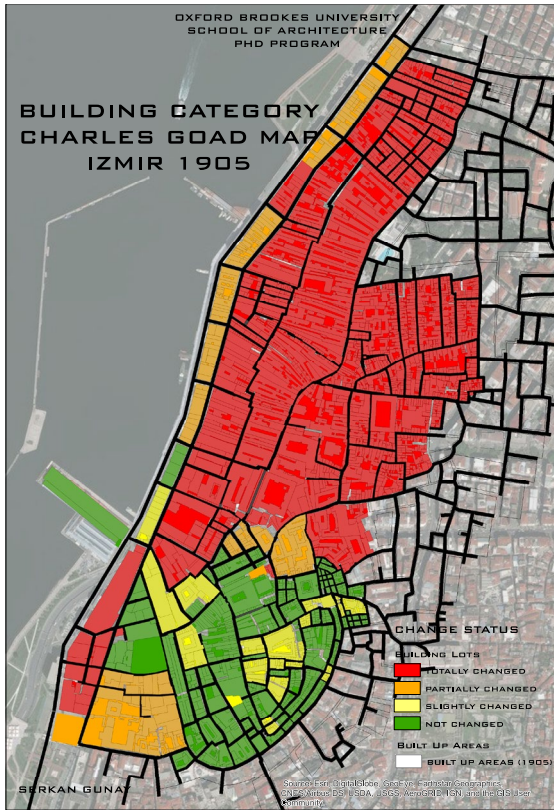 OXFORD BROOKES UNIVERSITY
SCHOOL OF ARCHITECTURE
PHD PROGRAM
BUILDING CATEGORY
CHARLES GOAD MAP
IZMIR 1905
CHANGE STATUS
BUILDING LOTS
TOTALLY CHANGED
PARTIALLY CHANGED
SLIGHTLY CHANGED
NOT CHANGED
BUILT UP AREAS
BUILT UP AREAS (1905)
SERKAN GUNAY
Source: Esri, DigitalGlobe, GeoEye, Earthstar Geographics,
CNES/Airbus DS, USDA, USGS, AeroGRID, IGN, and the GIS User
Community